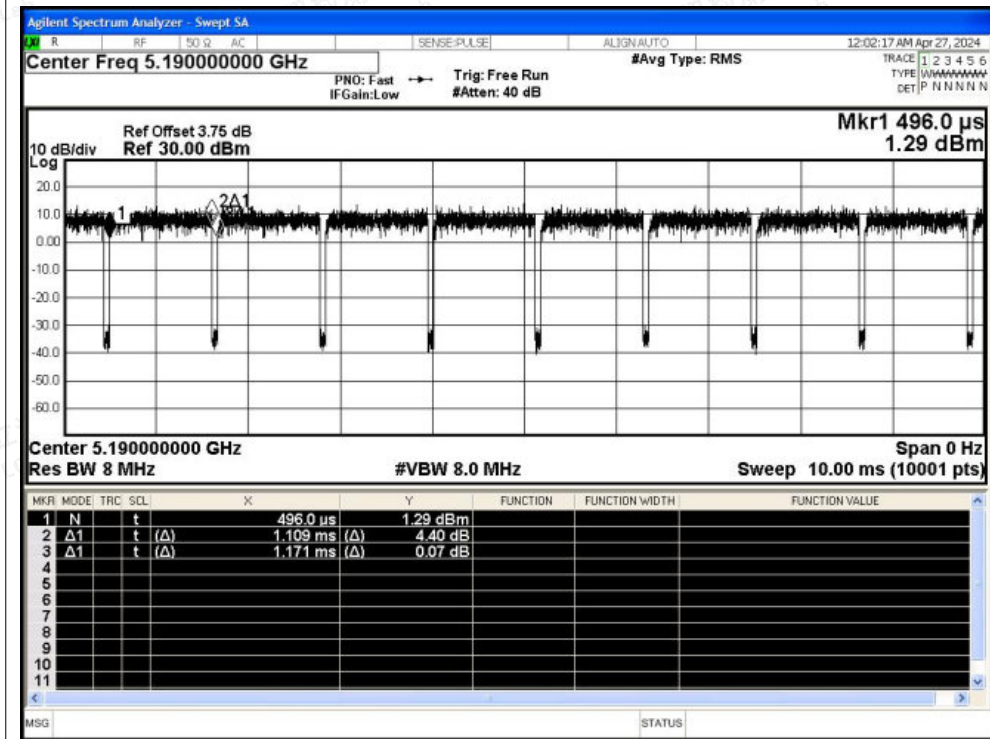 Agilent Spectrum Analyzer - Swept SA
LXI R RF 50 Ω AC SENSE:PULSE ALIGN AUTO 12:02:17 AM Apr 27, 2024
Center Freq 5.190000000 GHz #Avg Type: RMS TRACE 1 2 3 4 5 6
PNO: Fast Trig: Free Run TYPE WWWWWW
IFGain:Low #Atten: 40 dB DET P N N N N N
Mkr1 496.0 µs
Ref Offset 3.75 dB
10 dB/div Ref 30.00 dBm 1.29 dBm
Log
20.0
1 2Δ1
10.0
0.00
-10.0
-20.0
-30.0
-40.0
-50.0
-60.0
Center 5.190000000 GHz Span 0 Hz
Res BW 8 MHz #VBW 8.0 MHz Sweep 10.00 ms (10001 pts)
MKR MODE TRC SCL X Y FUNCTION FUNCTION WIDTH FUNCTION VALUE
1 N t 496.0 µs 1.29 dBm
2 Δ1 t (Δ) 1.109 ms (Δ) 4.40 dB
3 Δ1 t (Δ) 1.171 ms (Δ) 0.07 dB
4
5
6
7
8
9
10
11
MSG STATUS